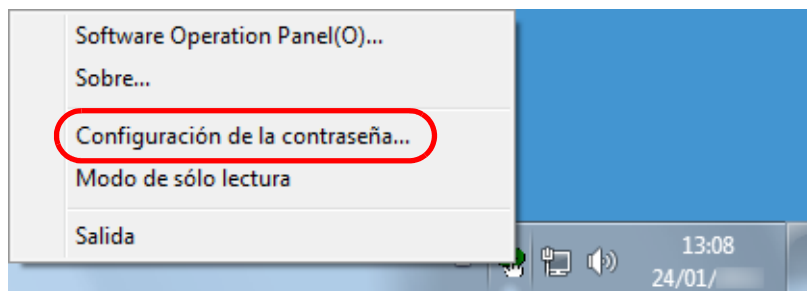 Software Operation Panel(O)...
Sobre...
Configuración de la contraseña...
Modo de sólo lectura
Salida
13:08
24/01/